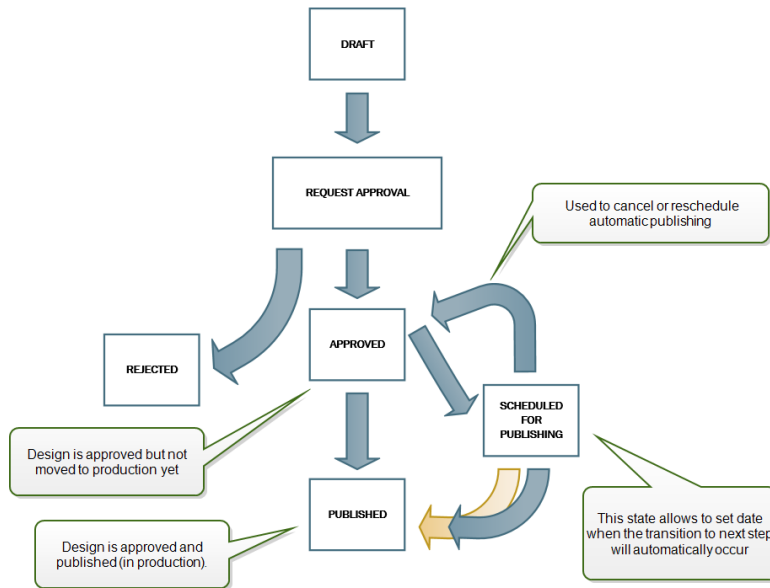 DRAFT
REQUEST APPROVAL
Used to cancel or reschedule
automatic publishing
REJECTED
APPROVED
SCHEDULED
FOR
PUBLISHING
Design is approved but not
moved to production yet
PUBLISHED
Design is approved and
published (in production).
This state allows to set date
when the transition to next step
will automatically occur